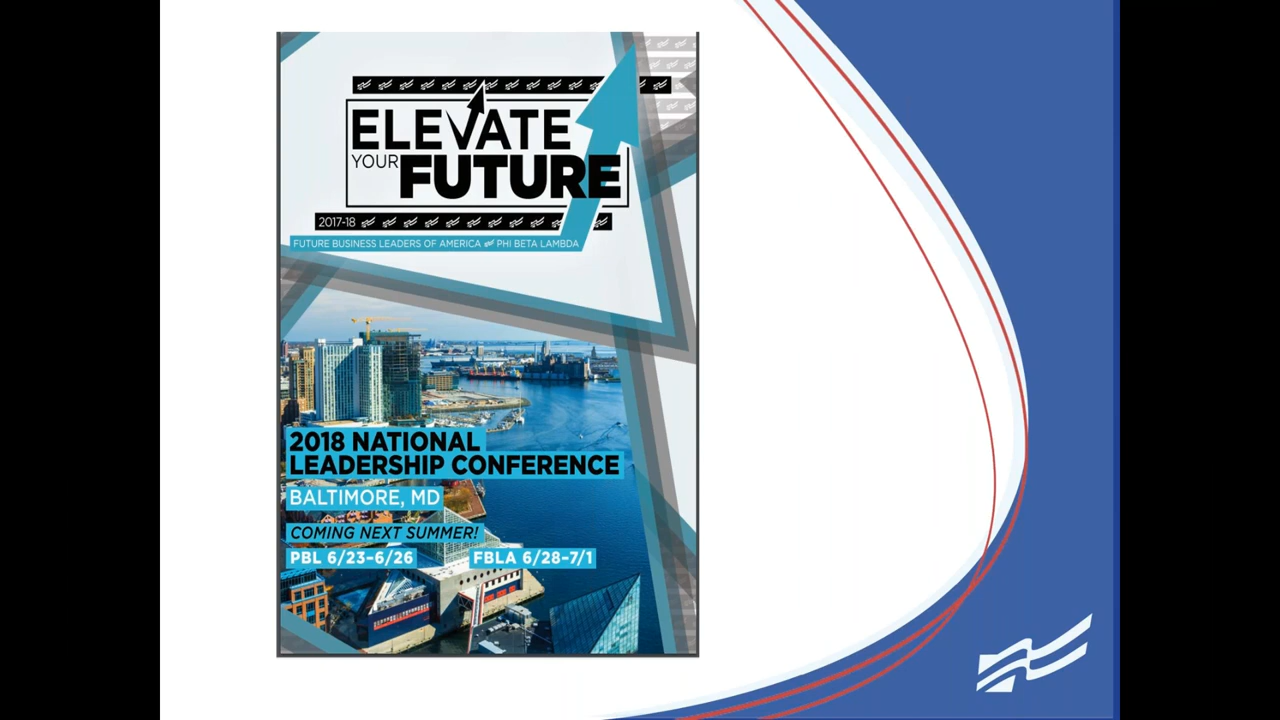 ELEVATE
YOUR FUTURE
2017-18
FUTURE BUSINESS LEADERS OF AMERICA PHI BETA LAMBDA
2018 NATIONAL
LEADERSHIP CONFERENCE
BALTIMORE, MD
COMING NEXT SUMMER!
PBL 6/23-6/26 FBLA 6/28-7/1